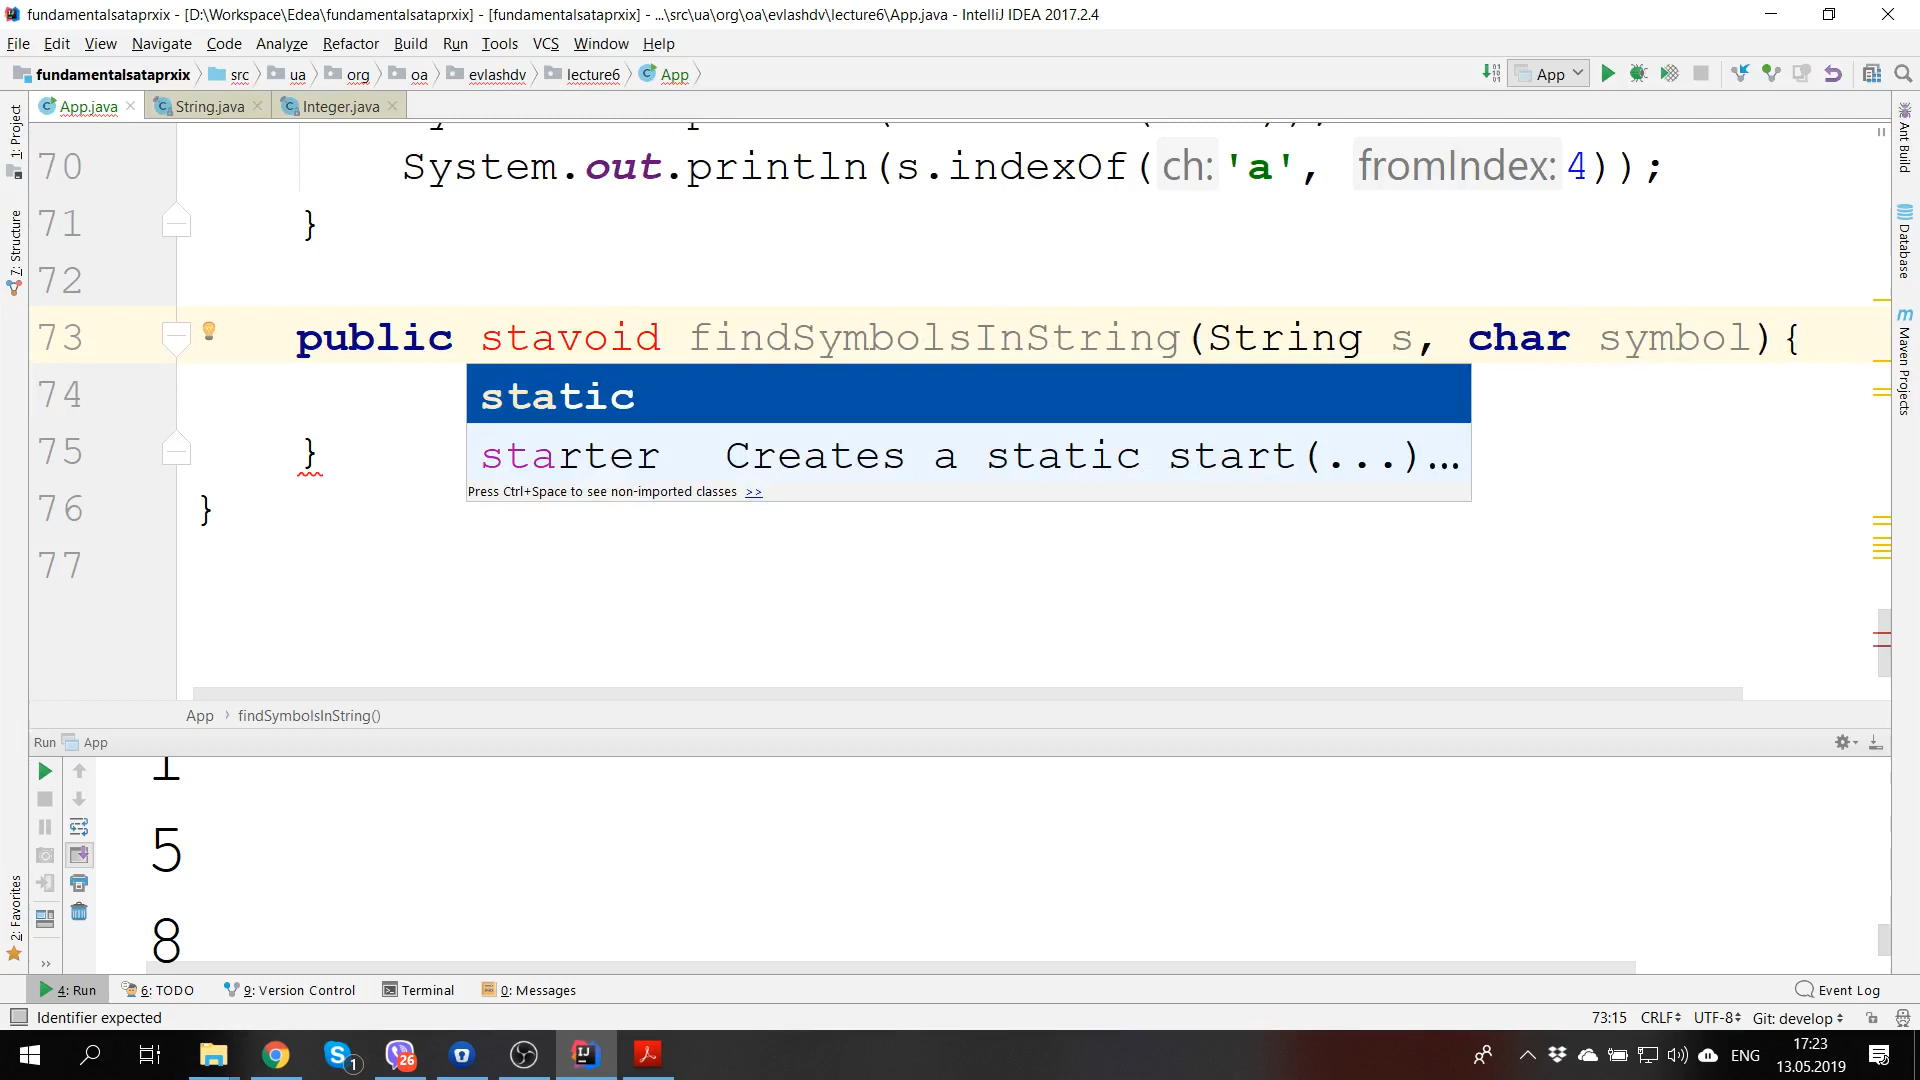 fundamentalsataprxix - [D:\Workspace\Edea\fundamentalsataprxix] - [fundamentalsataprxix] - ...\src\ua\org\oa\evlashdv\lecture6\App.java - IntelliJ IDEA 2017.2.4
File Edit View Navigate Code Analyze Refactor Build Run Tools VCS Window Help
fundamentalsataprxix src ua org oa evlashdv lecture6 App
App
App.java String.java Integer.java
1: Project
7: Structure
2: Favorites
Ant Build
Database
Maven Projects
70 System.out.println(s.indexOf( ch: 'a', fromIndex: 4));
71 }
72
73 public stavoid findSymbolsInString(String s, char symbol){
static
74
starter Creates a static start(...)…
75 }
Press Ctrl+Space to see non-imported classes >>
76 }
77
App › findSymbolsInString()
Run App
1
5
8
4: Run 6: TODO 9: Version Control Terminal 0: Messages Event Log
Identifier expected 73:15 CRLF UTF-8 Git: develop
1 26 ENG 17:23
13.05.2019